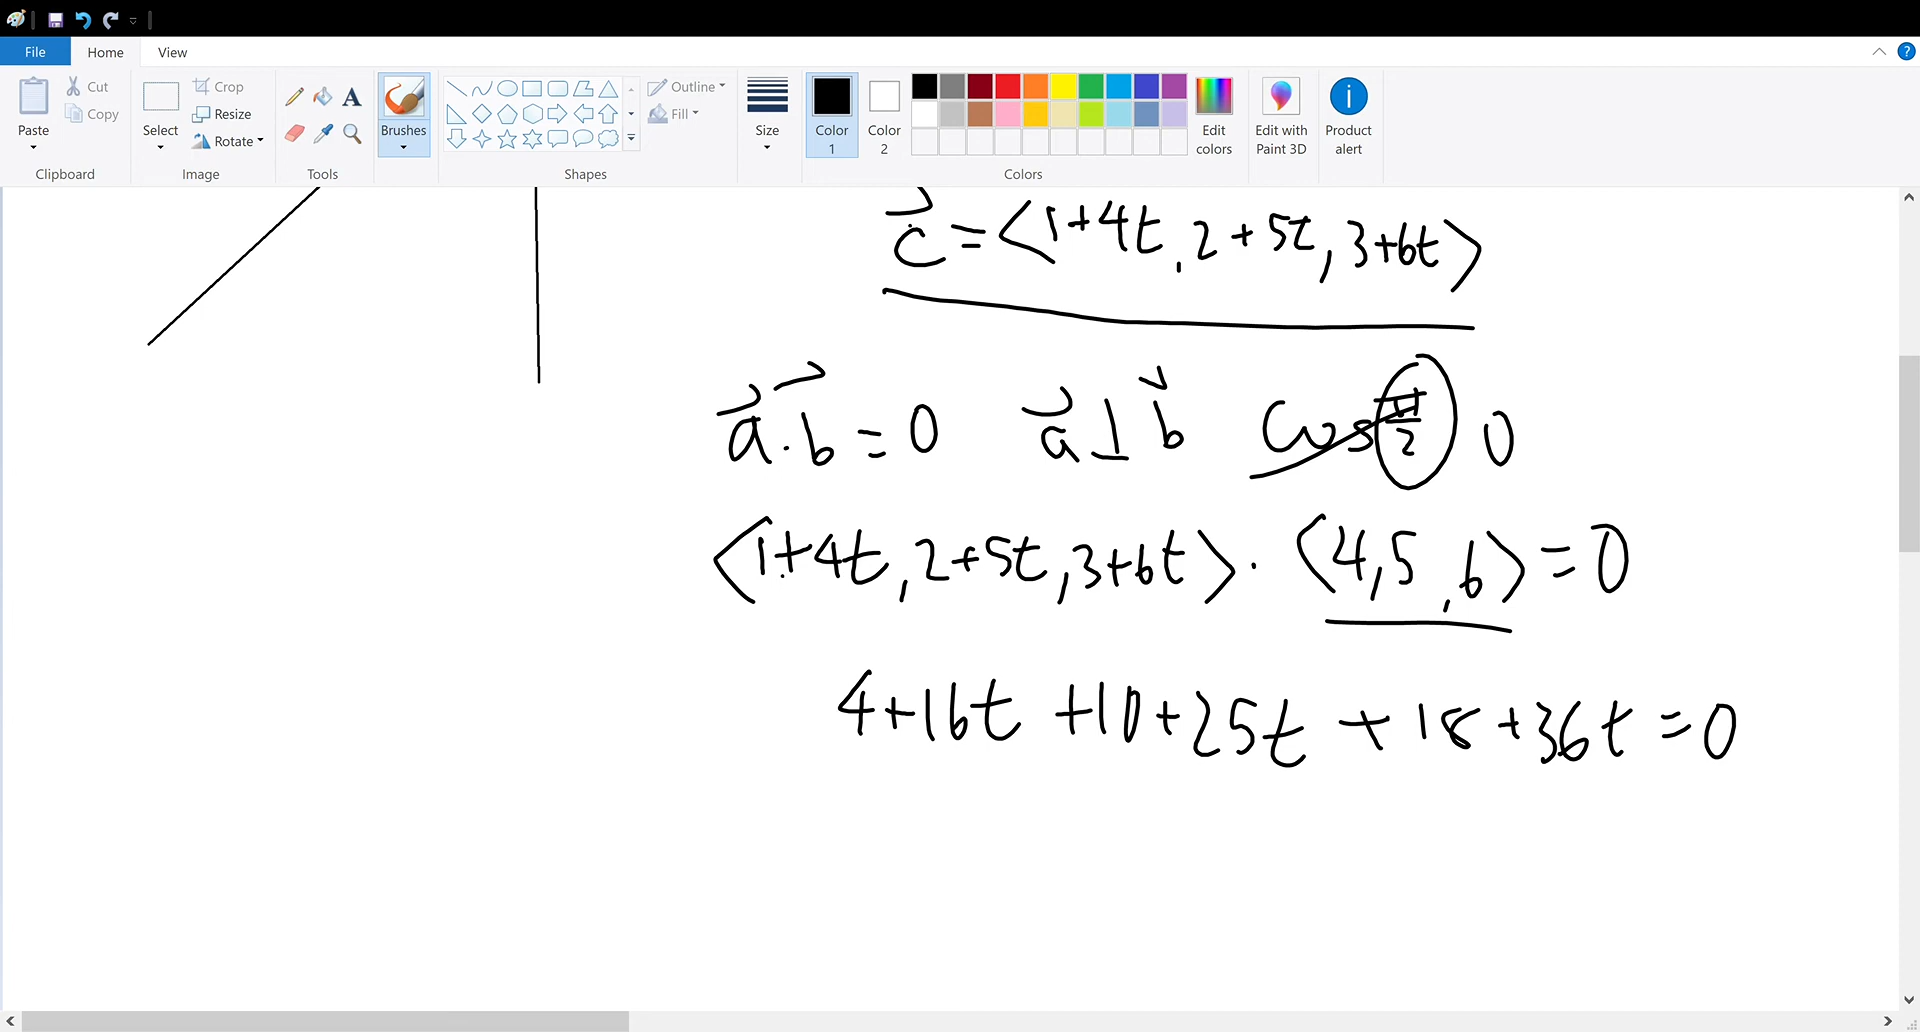 File Home View
Paste Cut Copy Clipboard
Select Crop Resize Rotate Image
A Tools
Brushes
Shapes
Outline Fill
Size
Color 1
Color 2
Colors
Edit colors
Edit with Paint 3D
Product alert
c⃗ = <1+4t, 2+5t, 3+6t>
a⃗ · b⃗ = 0 a⃗ ⊥ b⃗ cos π/2 0
<1+4t, 2+5t, 3+6t> · <4, 5, 6> = 0
4+16t +10+25t + 18+36t = 0